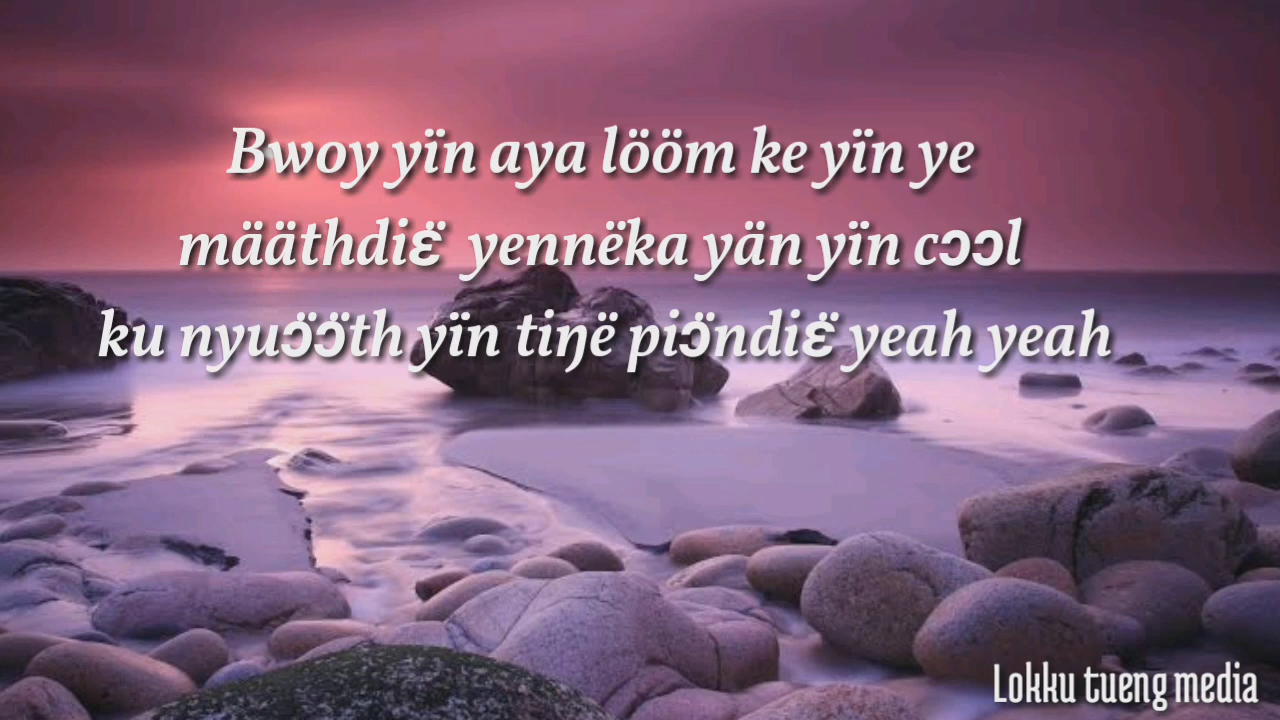 Bwoy yïn aya lööm ke yïn ye
määthdiɛ̈ yennëka yän yïn cɔɔl
ku nyuɔ̈ɔ̈th yïn tiŋë piɔ̈ndiɛ̈ yeah yeah
Lokku tueng media